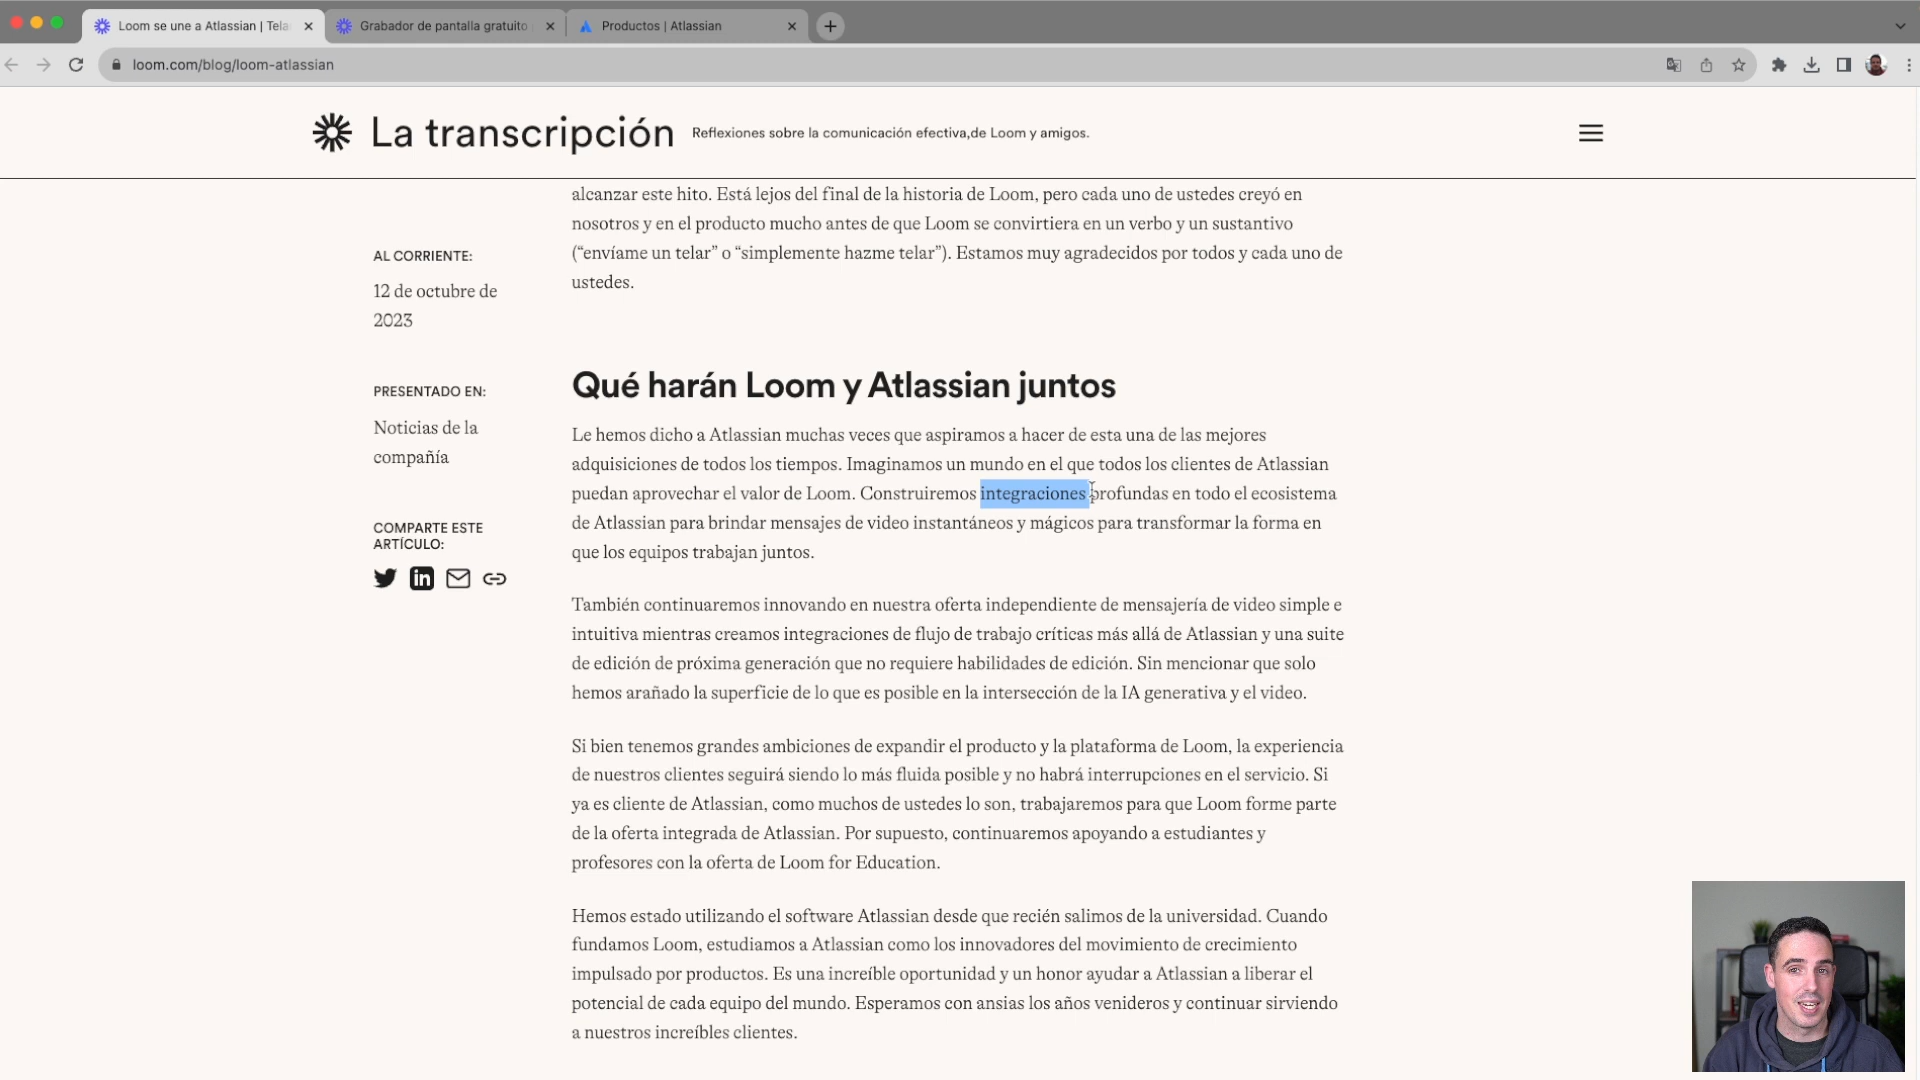 Loom se une a Atlassian | Tela
Grabador de pantalla gratuito
Productos | Atlassian
loom.com/blog/loom-atlassian
La transcripción
Reflexiones sobre la comunicación efectiva,de Loom y amigos.
alcanzar este hito. Está lejos del final de la historia de Loom, pero cada uno de ustedes creyó en
nosotros y en el producto mucho antes de que Loom se convirtiera en un verbo y un sustantivo
(“envíame un telar” o “simplemente hazme telar”). Estamos muy agradecidos por todos y cada uno de
ustedes.
AL CORRIENTE:
12 de octubre de
2023
PRESENTADO EN:
Noticias de la
compañía
COMPARTE ESTE
ARTÍCULO:
Qué harán Loom y Atlassian juntos
Le hemos dicho a Atlassian muchas veces que aspiramos a hacer de esta una de las mejores
adquisiciones de todos los tiempos. Imaginamos un mundo en el que todos los clientes de Atlassian
puedan aprovechar el valor de Loom. Construiremos integraciones profundas en todo el ecosistema
de Atlassian para brindar mensajes de video instantáneos y mágicos para transformar la forma en
que los equipos trabajan juntos.
También continuaremos innovando en nuestra oferta independiente de mensajería de video simple e
intuitiva mientras creamos integraciones de flujo de trabajo críticas más allá de Atlassian y una suite
de edición de próxima generación que no requiere habilidades de edición. Sin mencionar que solo
hemos arañado la superficie de lo que es posible en la intersección de la IA generativa y el video.
Si bien tenemos grandes ambiciones de expandir el producto y la plataforma de Loom, la experiencia
de nuestros clientes seguirá siendo lo más fluida posible y no habrá interrupciones en el servicio. Si
ya es cliente de Atlassian, como muchos de ustedes lo son, trabajaremos para que Loom forme parte
de la oferta integrada de Atlassian. Por supuesto, continuaremos apoyando a estudiantes y
profesores con la oferta de Loom for Education.
Hemos estado utilizando el software Atlassian desde que recién salimos de la universidad. Cuando
fundamos Loom, estudiamos a Atlassian como los innovadores del movimiento de crecimiento
impulsado por productos. Es una increíble oportunidad y un honor ayudar a Atlassian a liberar el
potencial de cada equipo del mundo. Esperamos con ansias los años venideros y continuar sirviendo
a nuestros increíbles clientes.